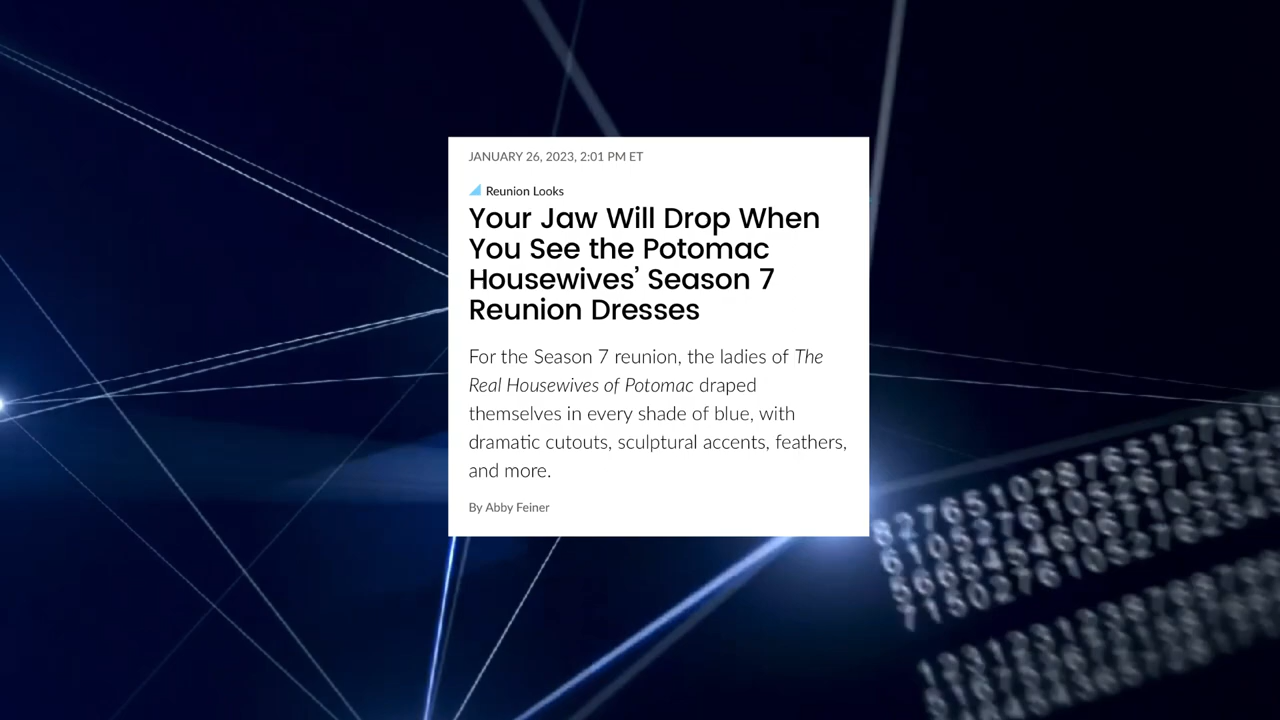 JANUARY 26, 2023, 2:01 PM ET
Reunion Looks
Your Jaw Will Drop When
You See the Potomac
Housewives’ Season 7
Reunion Dresses
For the Season 7 reunion, the ladies of The
Real Housewives of Potomac draped
themselves in every shade of blue, with
dramatic cutouts, sculptural accents, feathers,
and more.
By Abby Feiner